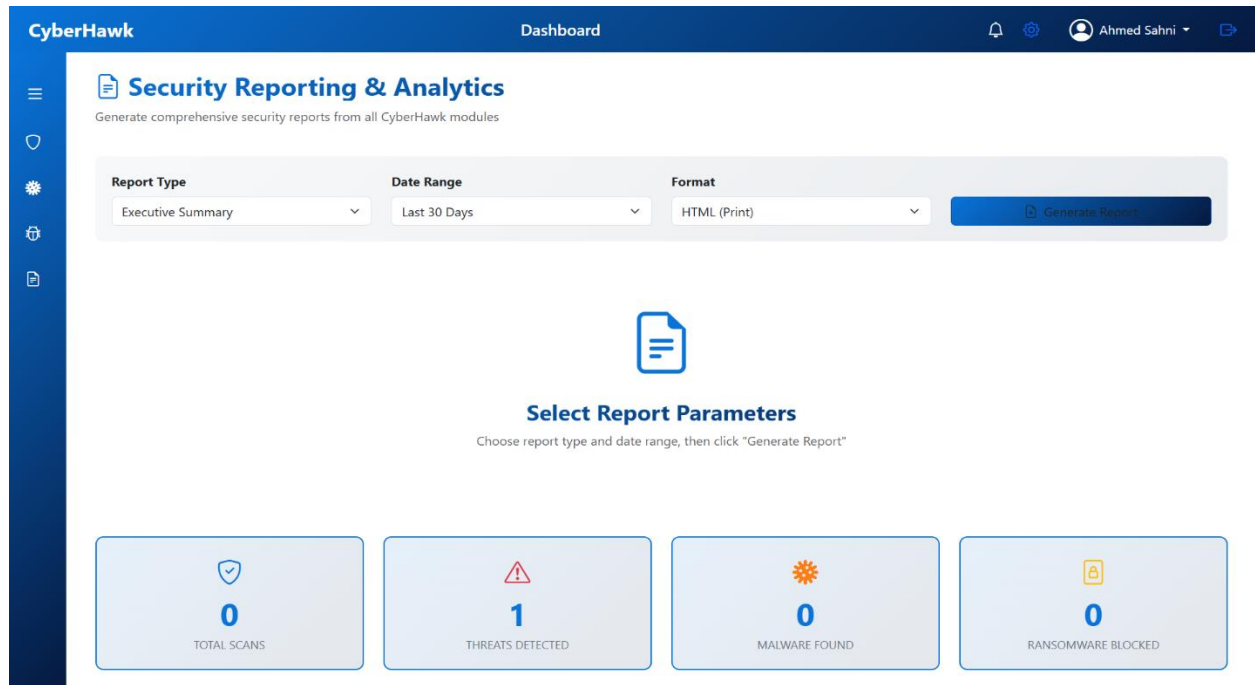 CyberHawk
Dashboard
Ahmed Sahni
Security Reporting & Analytics
Generate comprehensive security reports from all CyberHawk modules
Report Type
Date Range
Format
Executive Summary
Last 30 Days
HTML (Print)
Generate Report
Select Report Parameters
Choose report type and date range, then click "Generate Report"
0
1
0
0
TOTAL SCANS
THREATS DETECTED
MALWARE FOUND
RANSOMWARE BLOCKED